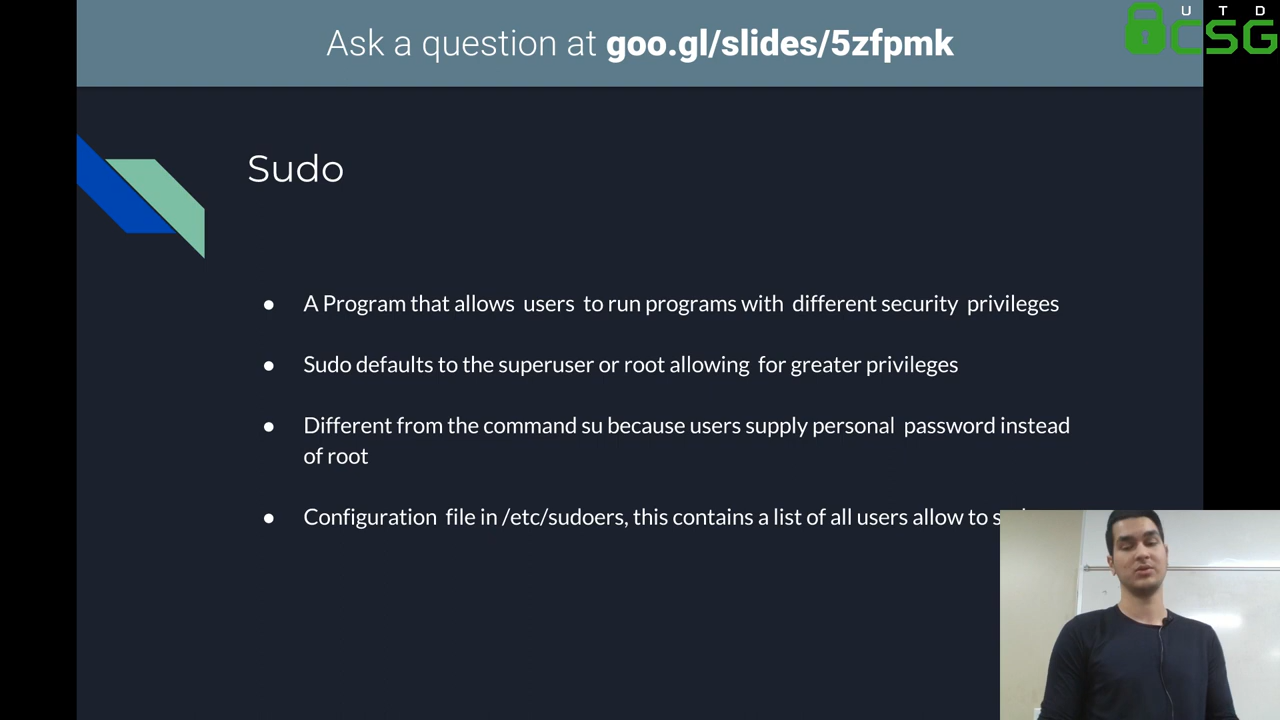 Ask a question at goo.gl/slides/5zfpmk
U T D
CSG
Sudo
● A Program that allows users to run programs with different security privileges
● Sudo defaults to the superuser or root allowing for greater privileges
● Different from the command su because users supply personal password instead
of root
● Configuration file in /etc/sudoers, this contains a list of all users allow to